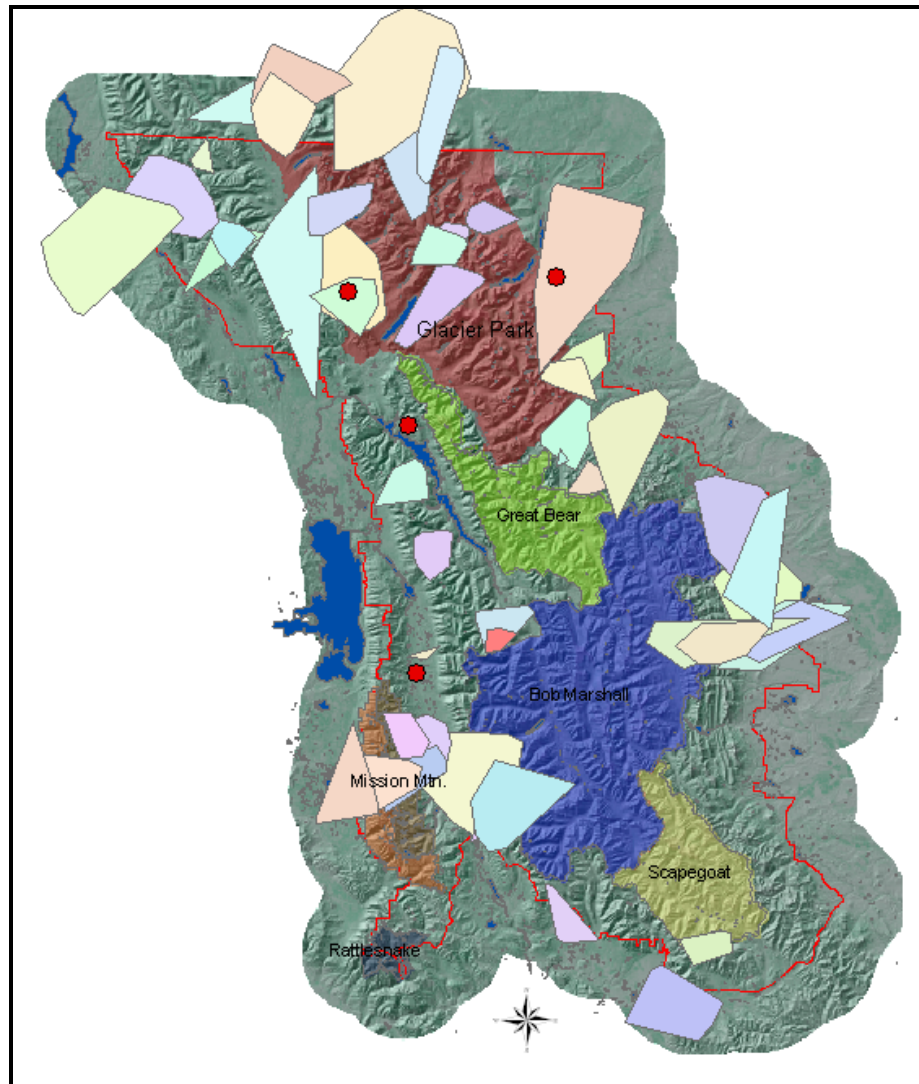 Glacier Park
Great Bear
Bob Marshall
Mission Mtn.
Scapegoat
Rattlesnake